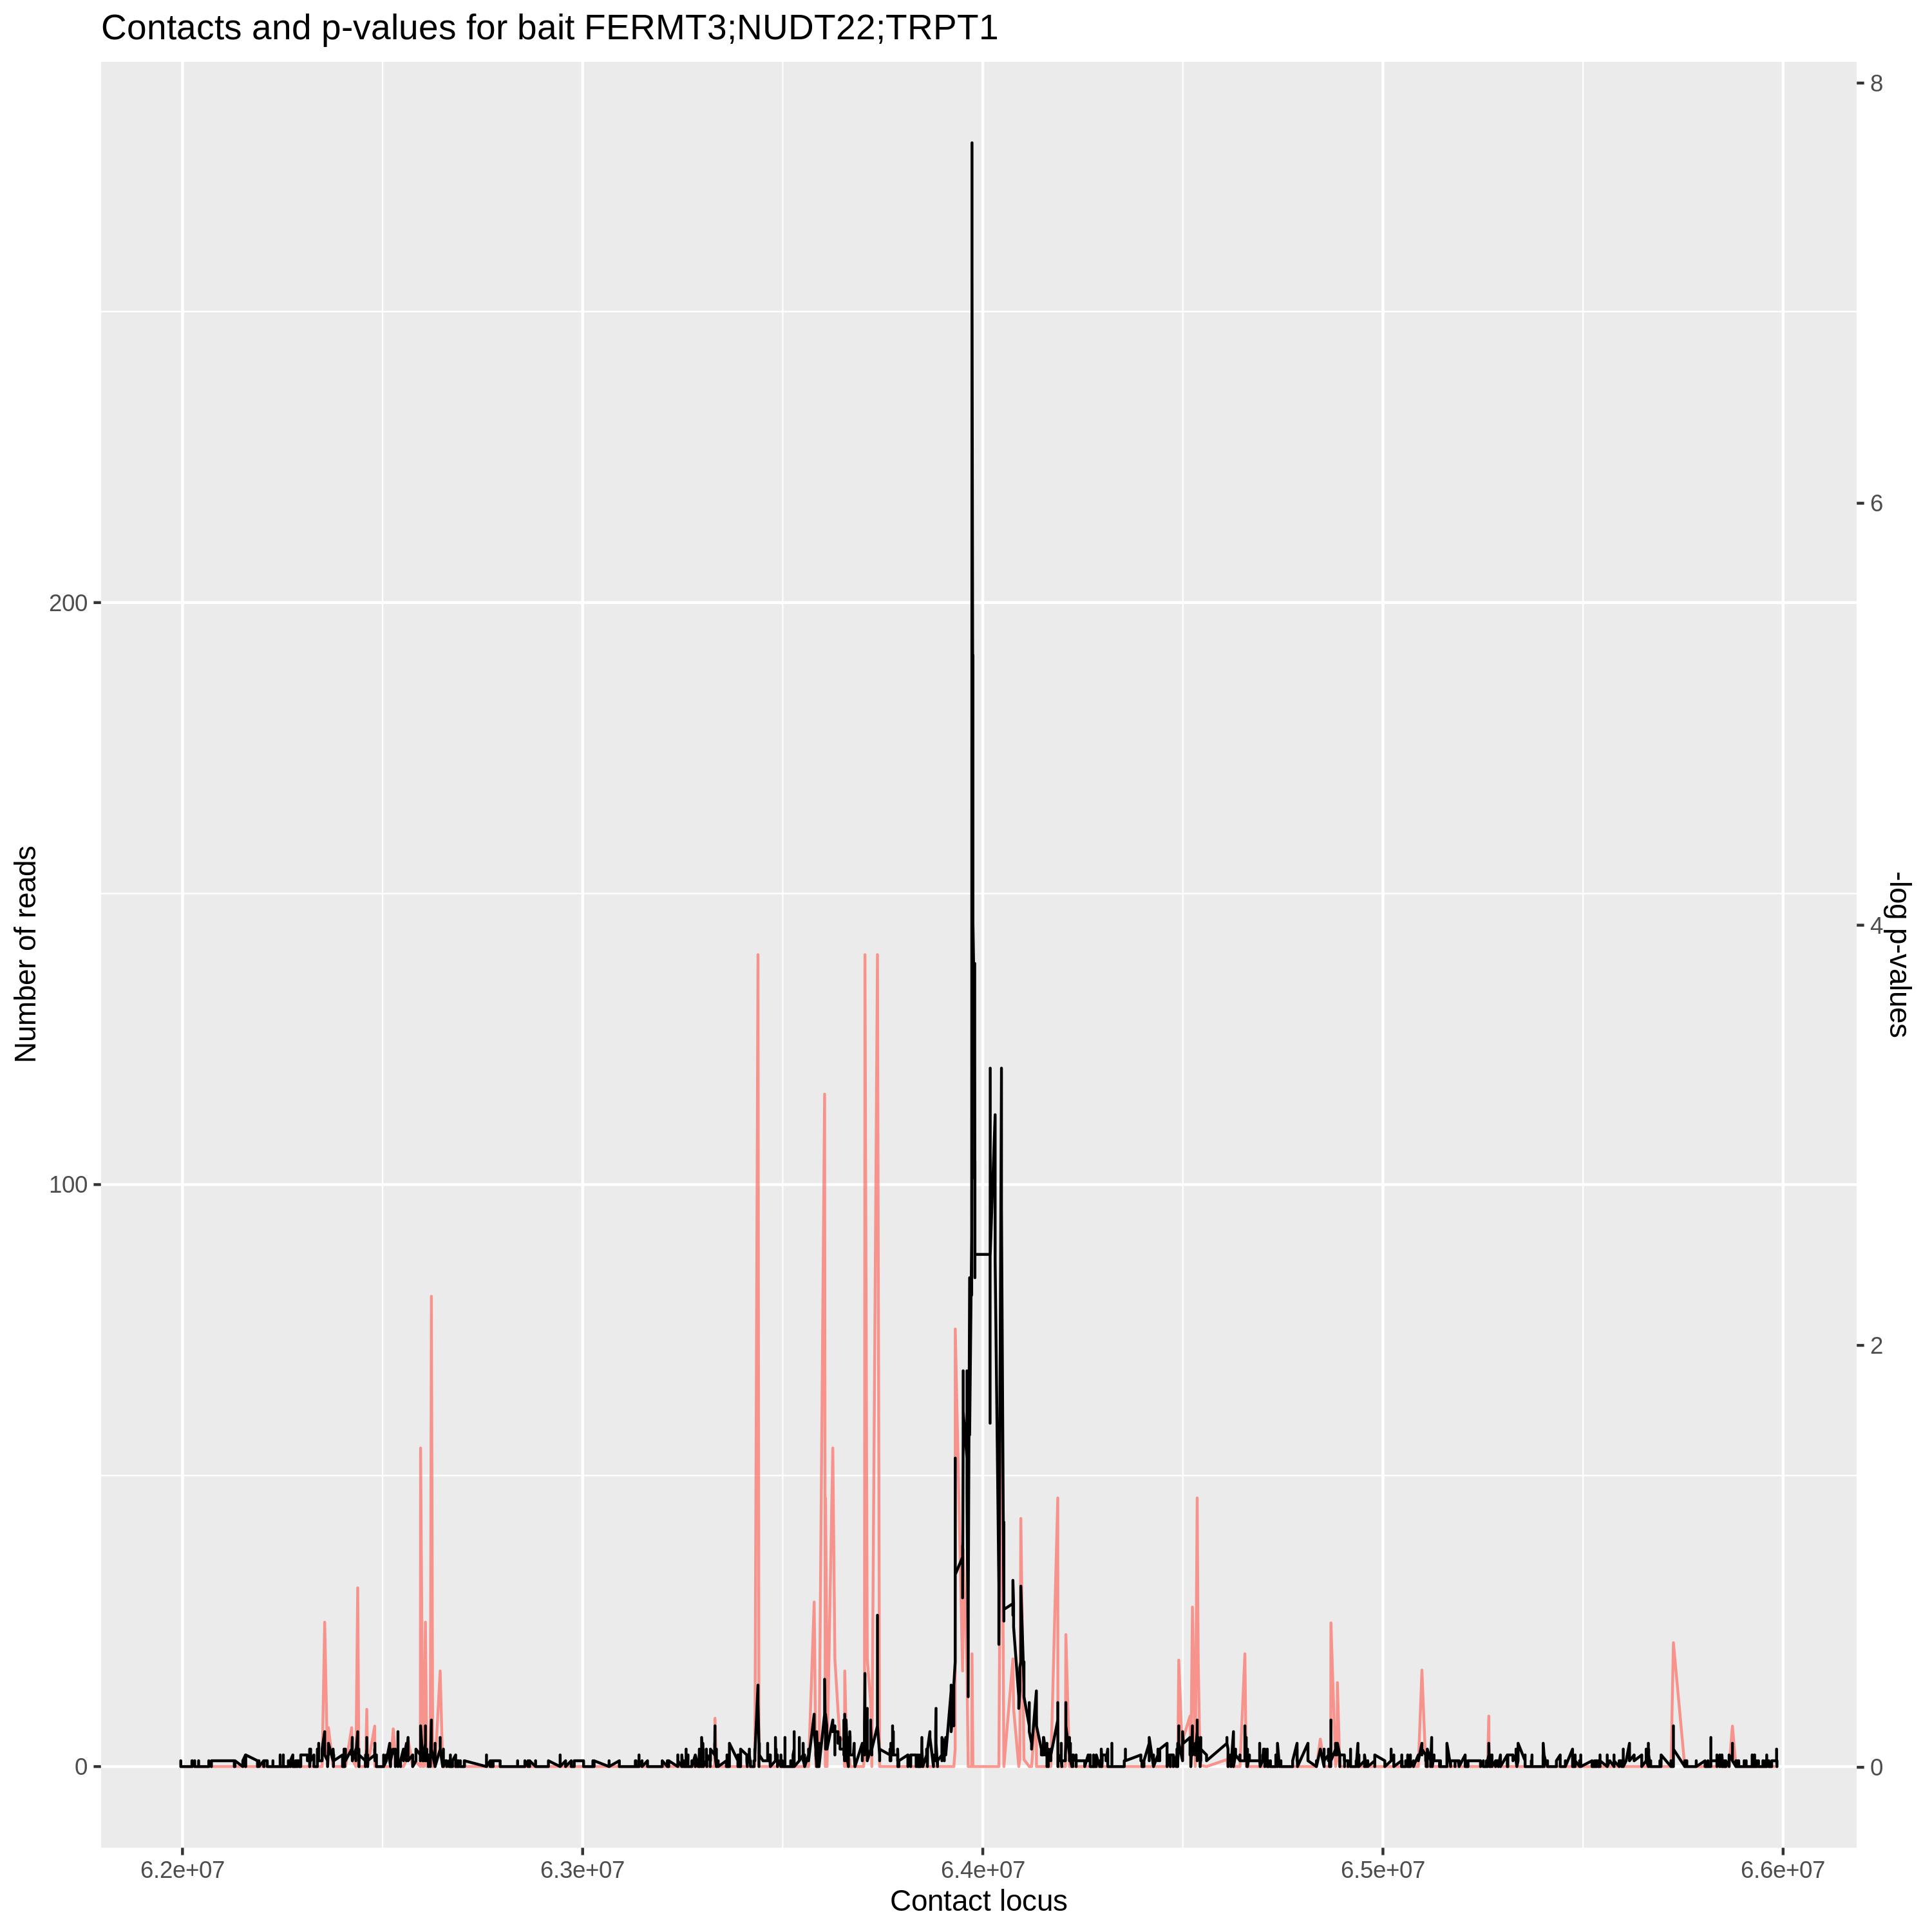 Contacts and p-values for bait FERMT3;NUDT22;TRPT1
8
6
200
Number of reads
-log p-values
4
100
2
0
0
6.2e+07
6.3e+07
6.4e+07
6.5e+07
6.6e+07
Contact locus